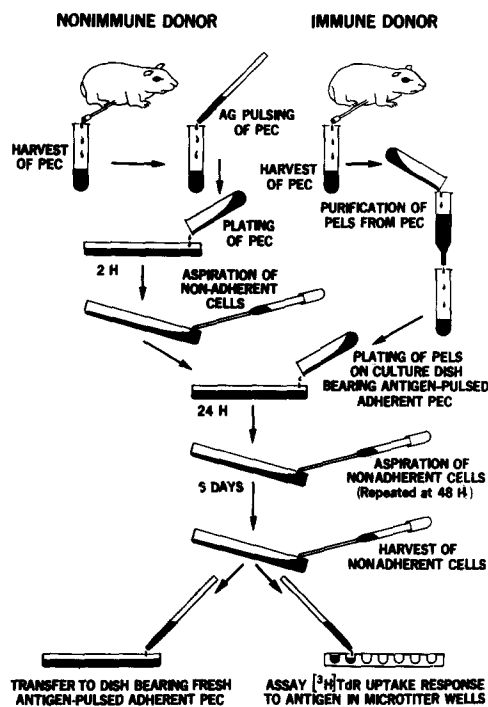 NONIMMUNE DONOR
IMMUNE DONOR
HARVEST
OF PEC
AG PULSING
OF PEC
HARVEST
OF PEC
PURIFICATION OF
PELS FROM PEC
PLATING
OF PEC
2 H
ASPIRATION OF
NON-ADHERENT
CELLS
PLATING OF PELS
ON CULTURE DISH
BEARING ANTIGEN-PULSED
ADHERENT PEC
24 H
ASPIRATION OF
NONADHERENT CELLS
(Repeated at 48 H)
5 DAYS
HARVEST OF
NONADHERENT CELLS
TRANSFER TO DISH BEARING FRESH
ANTIGEN-PULSED ADHERENT PEC
ASSAY [³H]TdR UPTAKE RESPONSE
TO ANTIGEN IN MICROTITER WELLS